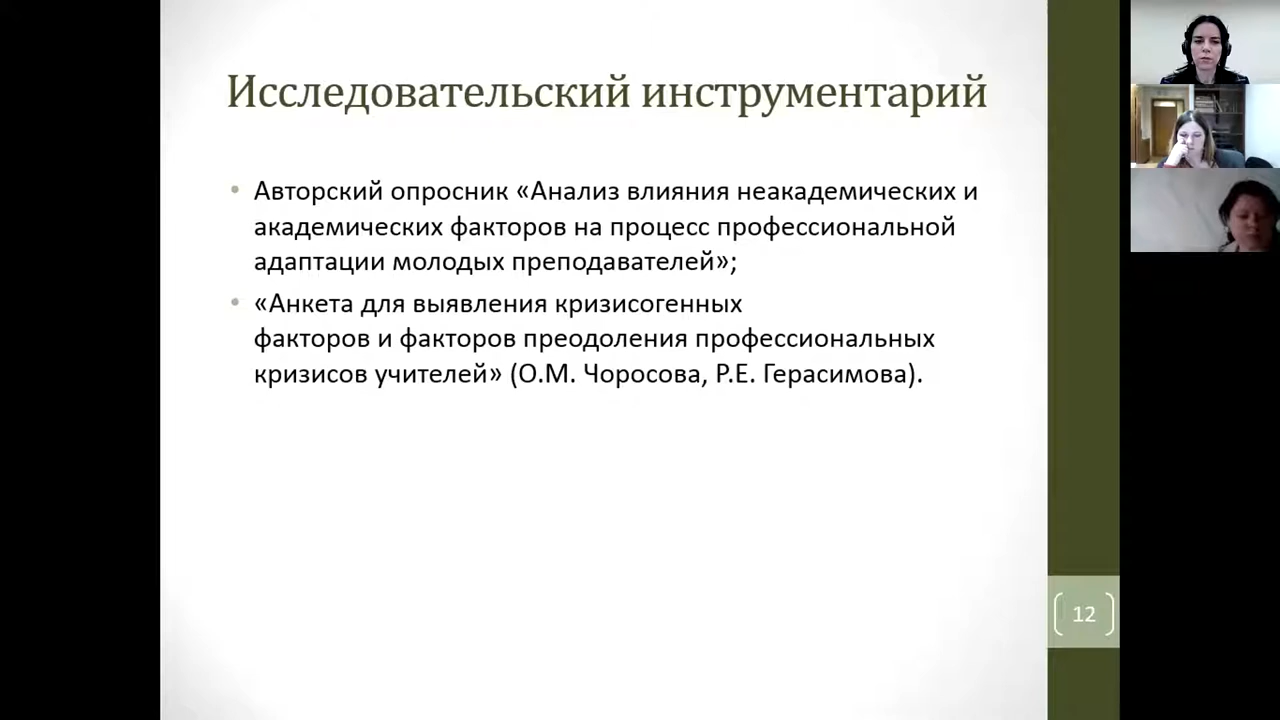 Исследовательский инструментарий
Авторский опросник «Анализ влияния неакадемических и
академических факторов на процесс профессиональной
адаптации молодых преподавателей»;
«Анкета для выявления кризисогенных
факторов и факторов преодоления профессиональных
кризисов учителей» (О.М. Чоросова, Р.Е. Герасимова).
12